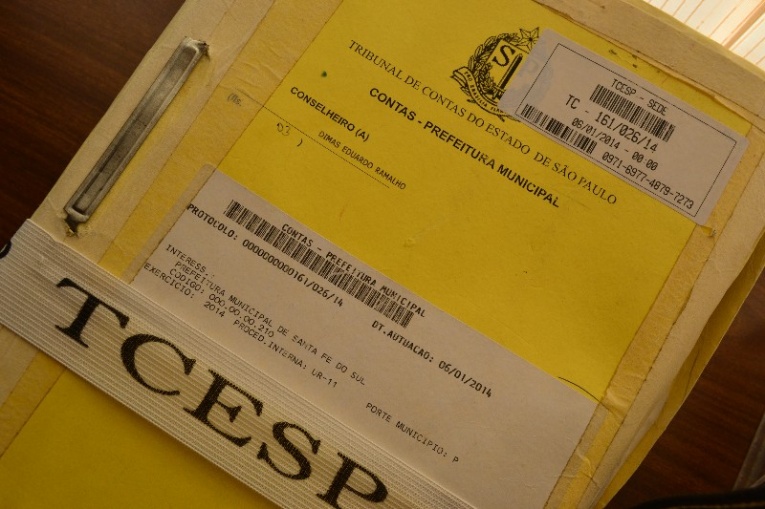 TRIBUNAL DE CONTAS DO ESTADO DE SÃO PAULO
CONTAS - PREFEITURA MUNICIPAL
CONSELHEIRO (A)
DIMAS EDUARDO RAMALHO
TCESP - SEDE
TC - 161/026/14
06/01/2014 - 00:00
0971-6977-4879-7273
CONTAS - PREFEITURA MUNICIPAL
PROTOCOLO: 0000000000161/026/14
DT.AUTUACAO: 06/01/2014
INTERESS.:
PREFEITURA MUNICIPAL DE SANTA FE DO SUL
CODIGO: 000.00.00.210
EXERCICIO: 2014 PROCED.INTERNA: UR-11
PORTE MUNICIPIO: P
TCESP